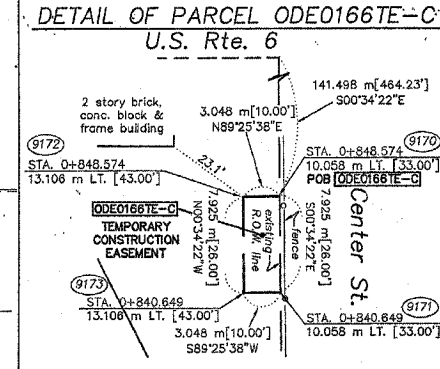 DETAIL OF PARCEL ODE0166TE-C
U.S. Rte. 6
2 story brick,
conc. block &
frame building
3.048 m[10.00']
N89°25'38"E
141.498 m[464.23']
S00°34'22"E
9172
STA. 0+848.574
13.106 m LT. [43.00']
23.1'
9170
STA. 0+848.574
10.058 m LT. [33.00']
POB ODE0166TE-C
ODE0166TE-C
TEMPORARY
CONSTRUCTION
EASEMENT
7.925 m[26.00']
N00°34'22"W
existing
R.O.W. line
fence
7.925 m[26.00']
S00°34'22"E
Center St.
9173
STA. 0+840.649
13.106 m LT. [43.00']
9171
STA. 0+840.649
10.058 m LT. [33.00']
3.048 m[10.00']
S89°25'38"W